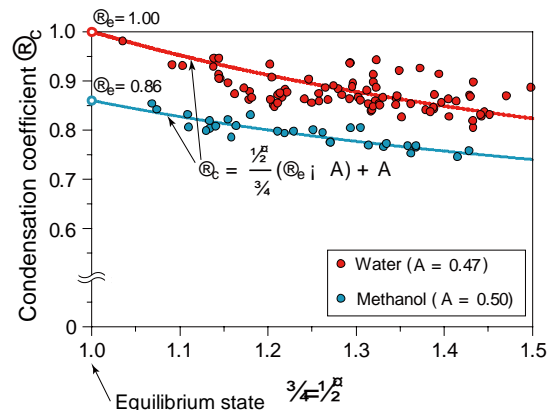 ®e = 1.00
®e = 0.86
Condensation coefficient ®c
1.0
0.9
0.8
0.7
0
®c = ½¤/¾ (®e ¡ A) + A
Water (A = 0.47)
Methanol (A = 0.50)
1.0 1.1 1.2 1.3 1.4 1.5
Equilibrium state
¾=½¤